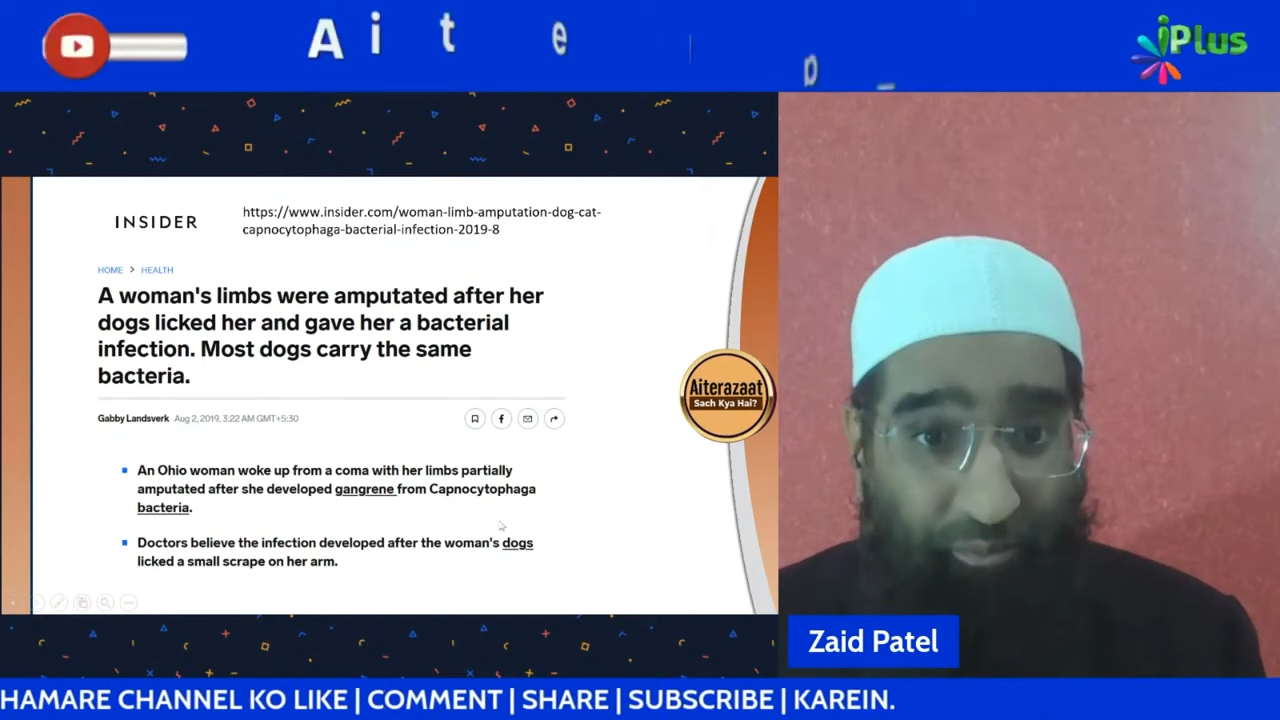 A i t e p
iPlus
INSIDER
https://www.insider.com/woman-limb-amputation-dog-cat-
capnocytophaga-bacterial-infection-2019-8
HOME > HEALTH
A woman's limbs were amputated after her
dogs licked her and gave her a bacterial
infection. Most dogs carry the same
bacteria.
Gabby Landsverk Aug 2, 2019, 3:22 AM GMT+5:30
An Ohio woman woke up from a coma with her limbs partially
amputated after she developed gangrene from Capnocytophaga
bacteria.
Doctors believe the infection developed after the woman's dogs
licked a small scrape on her arm.
Aiterazaat
Sach Kya Hai?
Zaid Patel
HAMARE CHANNEL KO LIKE | COMMENT | SHARE | SUBSCRIBE | KAREIN.